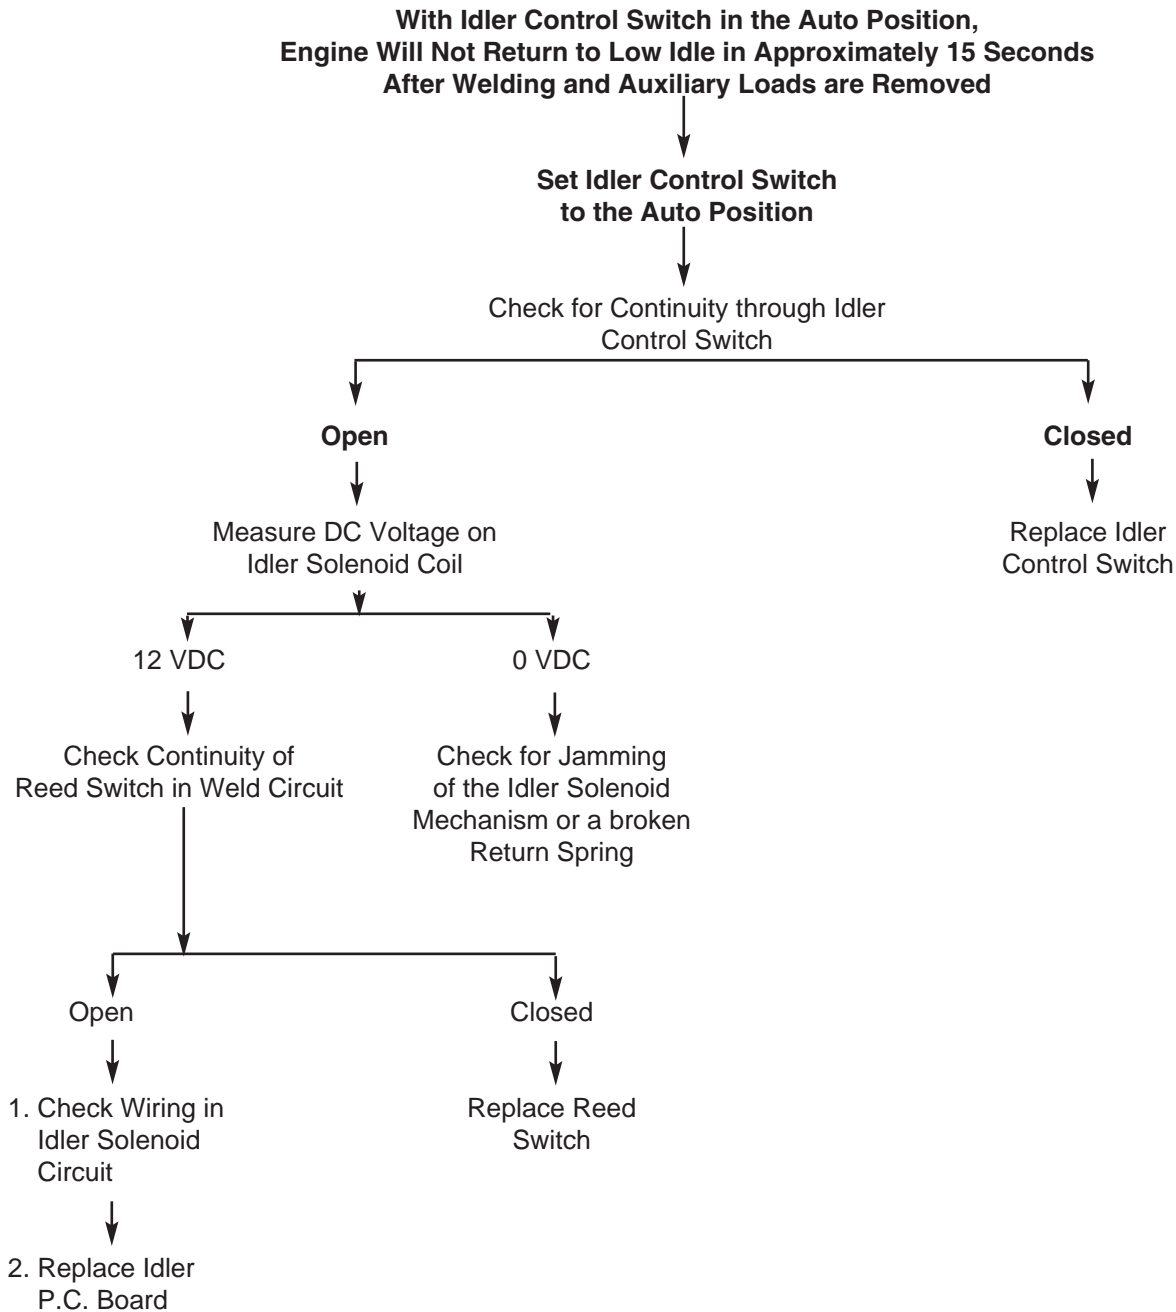 With Idler Control Switch in the Auto Position,
Engine Will Not Return to Low Idle in Approximately 15 Seconds
After Welding and Auxiliary Loads are Removed
Set Idler Control Switch
to the Auto Position
Check for Continuity through Idler
Control Switch
Open
Closed
Measure DC Voltage on
Idler Solenoid Coil
Replace Idler
Control Switch
12 VDC
0 VDC
Check Continuity of
Reed Switch in Weld Circuit
Check for Jamming
of the Idler Solenoid
Mechanism or a broken
Return Spring
Open
Closed
1. Check Wiring in
Idler Solenoid
Circuit
Replace Reed
Switch
2. Replace Idler
P.C. Board